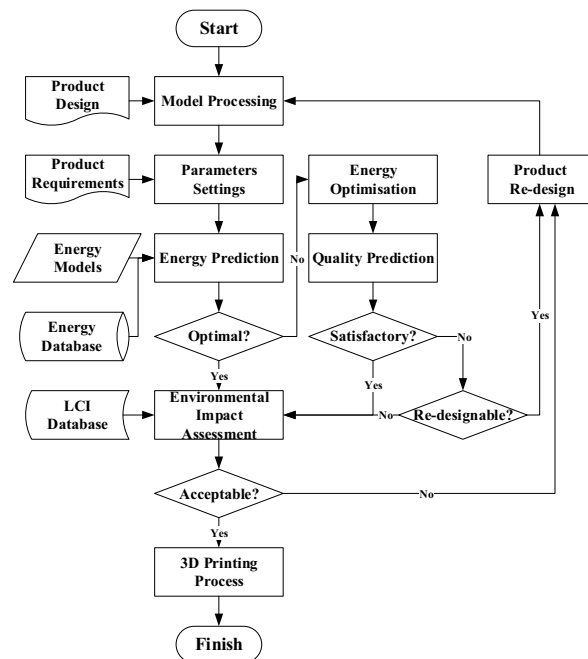 Start
Product
Design
Model Processing
Product
Requirements
Parameters
Settings
Energy
Optimisation
Product
Re-design
Energy
Models
Energy Prediction
No
Quality Prediction
Yes
Energy
Database
Optimal?
Satisfactory?
No
Yes
Yes
LCI
Database
Environmental
Impact
Assessment
No
Re-designable?
Acceptable?
No
Yes
3D Printing
Process
Finish